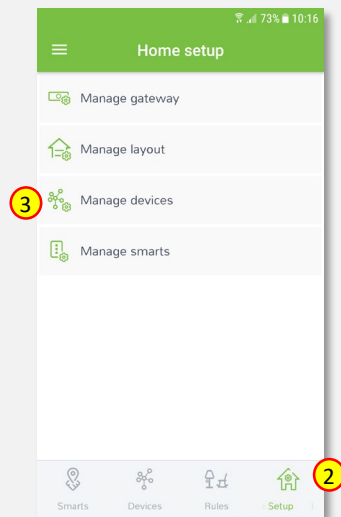 73% 10:16
Home setup
Manage gateway
Manage layout
3
Manage devices
Manage smarts
2
Smarts Devices Rules Setup